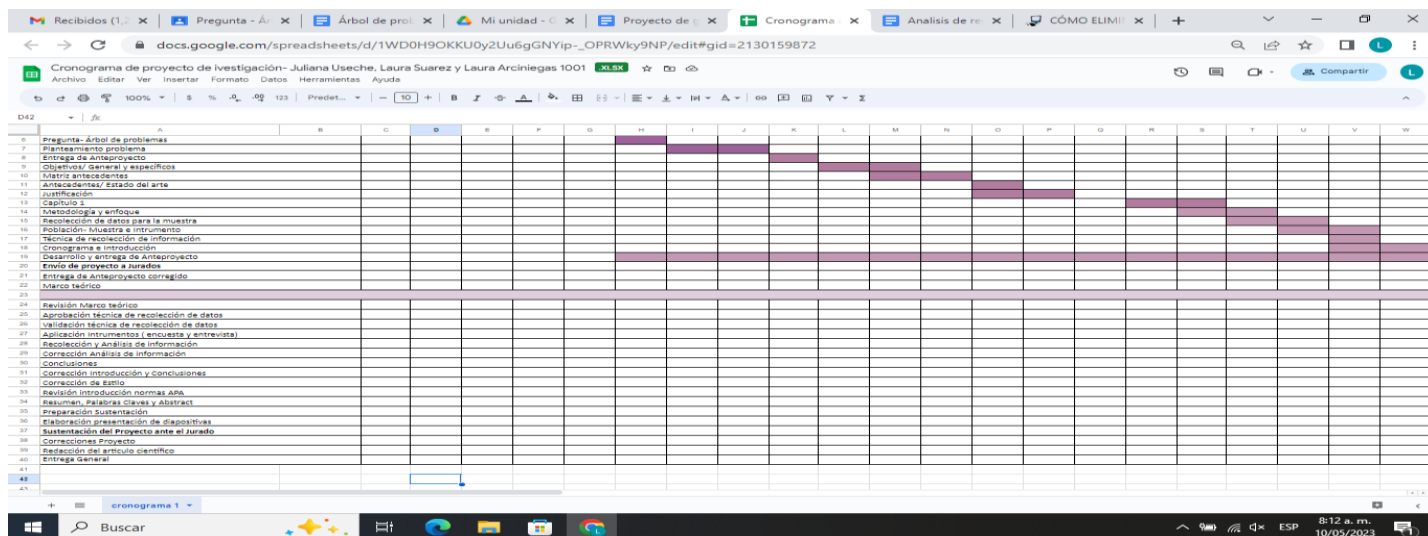 Recibidos (1,2
Pregunta - Ár
Árbol de prob
Mi unidad - G
Proyecto de g
Cronograma
Analisis de re
CÓMO ELIMI
docs.google.com/spreadsheets/d/1WD0H9OKKU0y2Uu6gGNYip-_OPRWky9NP/edit#gid=2130159872
L
Cronograma de proyecto de ivestigación- Juliana Useche, Laura Suarez y Laura Arciniegas 1001 .XLSX
Archivo Editar Ver Insertar Formato Datos Herramientas Ayuda
Compartir
L
100% $ % .0 .00 123 Predet... 10 B I A
D42 fx
A B C D E F G H I J K L M N O P Q R S T U V W
6 Pregunta- Árbol de problemas
7 Planteamiento problema
8 Entrega de Anteproyecto
9 Objetivos/ General y específicos
10 Matriz antecedentes
11 Antecedentes/ Estado del arte
12 Justificación
13 Capítulo 1
14 Metodología y enfoque
15 Recolección de datos para la muestra
16 Población- Muestra e Intrumento
17 Técnica de recolección de información
18 Cronograma e Introducción
19 Desarrollo y entrega de Anteproyecto
20 Envío de proyecto a Jurados
21 Entrega de Anteproyecto corregido
22 Marco teórico
23
24 Revisión Marco teórico
25 Aprobación técnica de recolección de datos
26 Validación técnica de recolección de datos
27 Aplicación Intrumentos ( encuesta y entrevista)
28 Recolección y Análisis de información
29 Corrección Análisis de información
30 Conclusiones
31 Corrección Introducción y Conclusiones
32 Corrección de Estilo
33 Revisión introducción normas APA
34 Resumen, Palabras Claves y Abstract
35 Preparación Sustentación
36 Elaboración presentación de diapositivas
37 Sustentación del Proyecto ante el Jurado
38 Correcciones Proyecto
39 Redacción del artículo científico
40 Entrega General
41
42
43
cronograma 1
Buscar
ESP
8:12 a. m.
10/05/2023